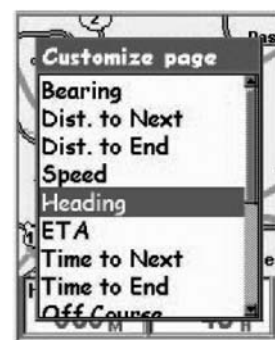 2
Customize page
Bearing
Dist. to Next
Dist. to End
Speed
Heading
ETA
Time to Next
Time to End
Off Course
M
H